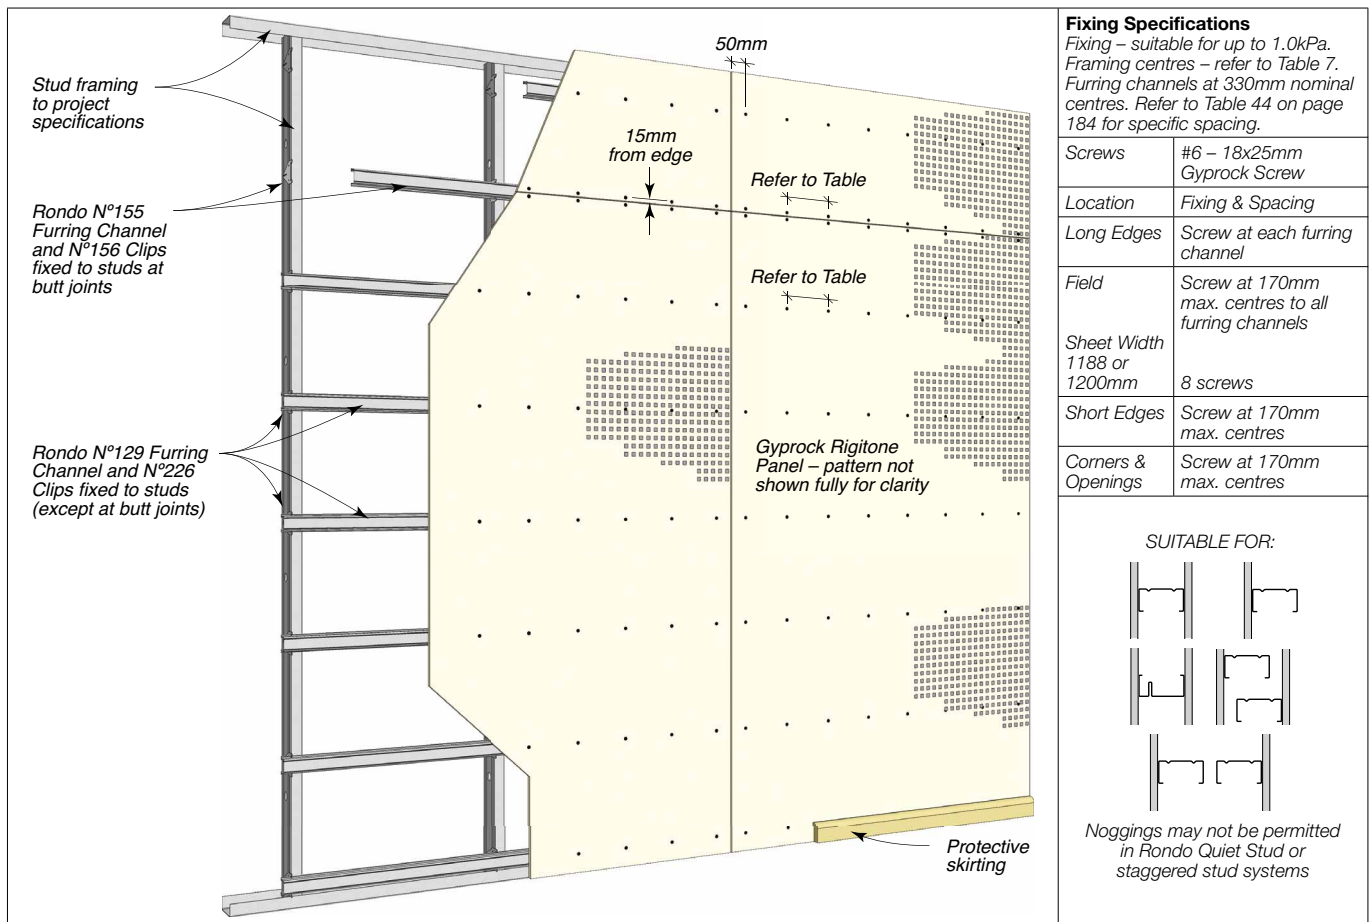 50mm
Stud framing
to project
specifications
15mm
from edge
Refer to Table
Rondo Nº155
Furring Channel
and Nº156 Clips
fixed to studs at
butt joints
Refer to Table
Rondo Nº129 Furring
Channel and Nº226
Clips fixed to studs
(except at butt joints)
Gyprock Rigitone
Panel – pattern not
shown fully for clarity
Protective
skirting
Fixing Specifications
Fixing – suitable for up to 1.0kPa.
Framing centres – refer to Table 7.
Furring channels at 330mm nominal
centres. Refer to Table 44 on page
184 for specific spacing.
Screws
#6 – 18x25mm
Gyprock Screw
Location
Fixing & Spacing
Long Edges
Screw at each furring
channel
Field
Screw at 170mm
max. centres to all
furring channels
Sheet Width
1188 or
1200mm
8 screws
Short Edges
Screw at 170mm
max. centres
Corners &
Openings
Screw at 170mm
max. centres
SUITABLE FOR:
Noggings may not be permitted
in Rondo Quiet Stud or
staggered stud systems